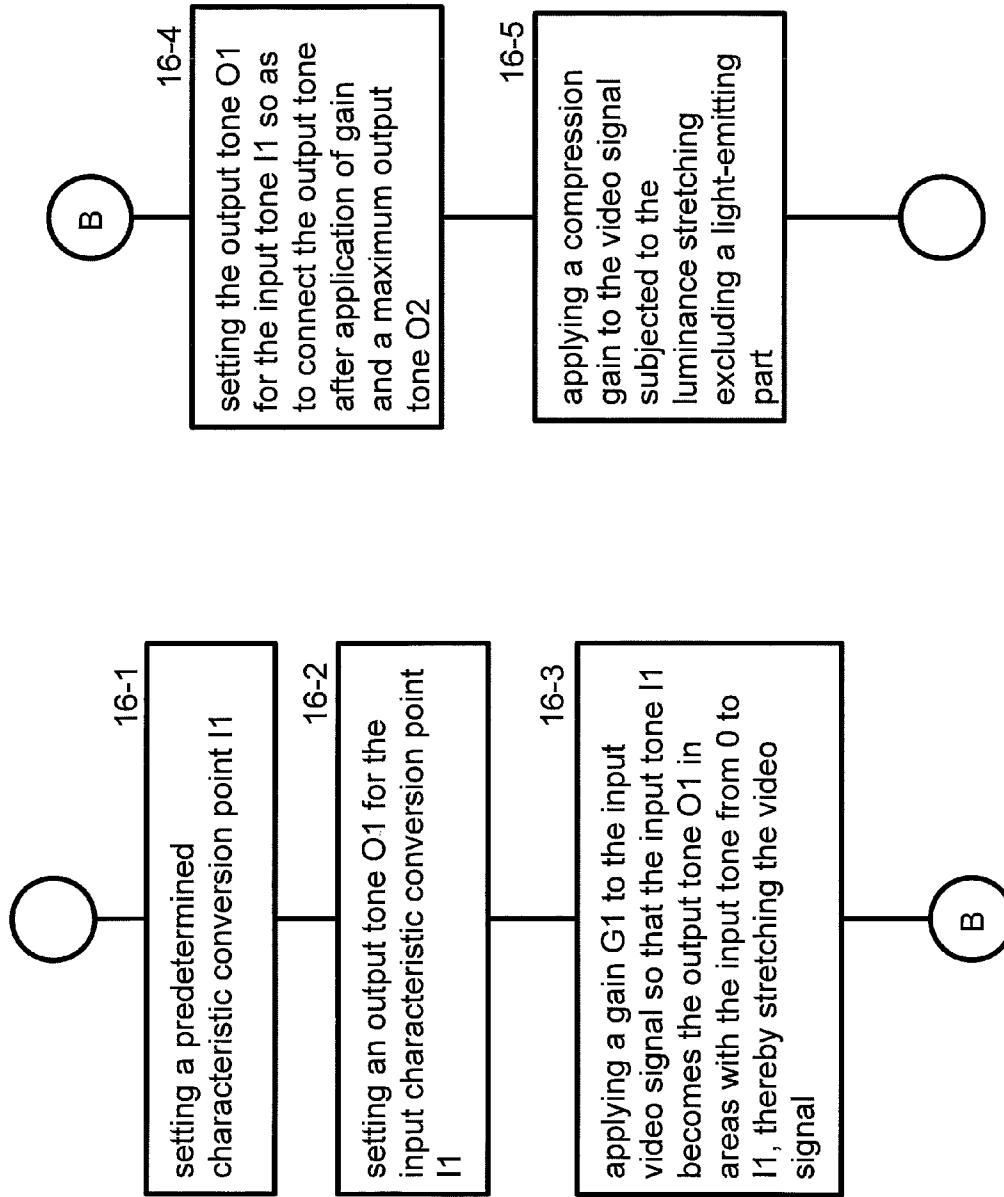 16-1
setting a predetermined
characteristic conversion point I1
16-2
setting an output tone O1 for the
input characteristic conversion point
I1
16-3
applying a gain G1 to the input
video signal so that the input tone I1
becomes the output tone O1 in
areas with the input tone from 0 to
I1, thereby stretching the video
signal
B
B
16-4
setting the output tone O1
for the input tone I1 so as
to connect the output tone
after application of gain
and a maximum output
tone O2
16-5
applying a compression
gain to the video signal
subjected to the
luminance stretching
excluding a light-emitting
part